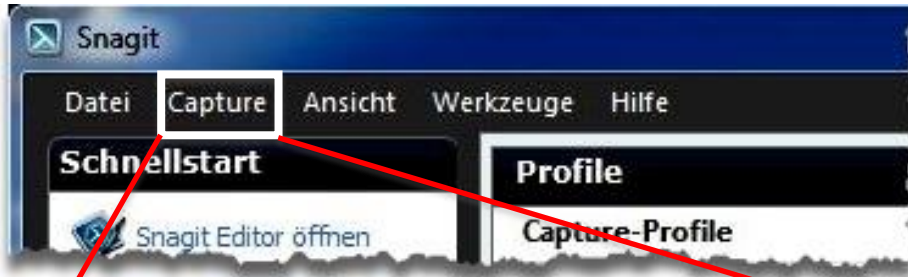 Snagit
Datei Capture Ansicht Werkzeuge Hilfe
Schnellstart
Profile
Snagit Editor öffnen
Capture-Profile